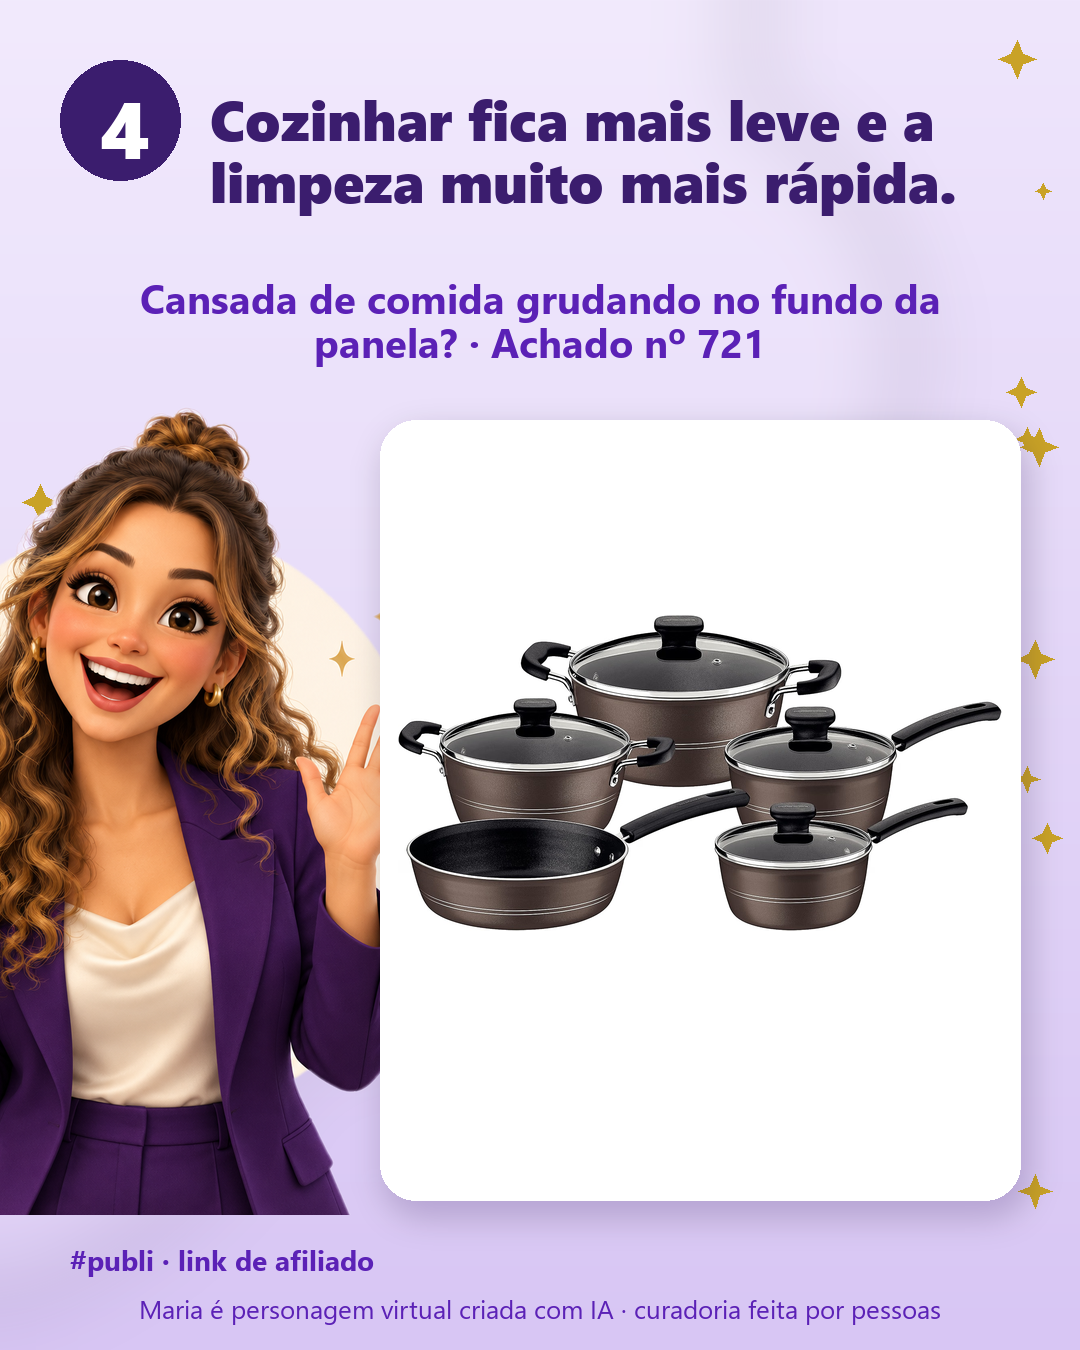 4
Cozinhar fica mais leve e a
limpeza muito mais rápida.
Cansada de comida grudando no fundo da
panela? · Achado nº 721
#publi · link de afiliado
Maria é personagem virtual criada com IA · curadoria feita por pessoas